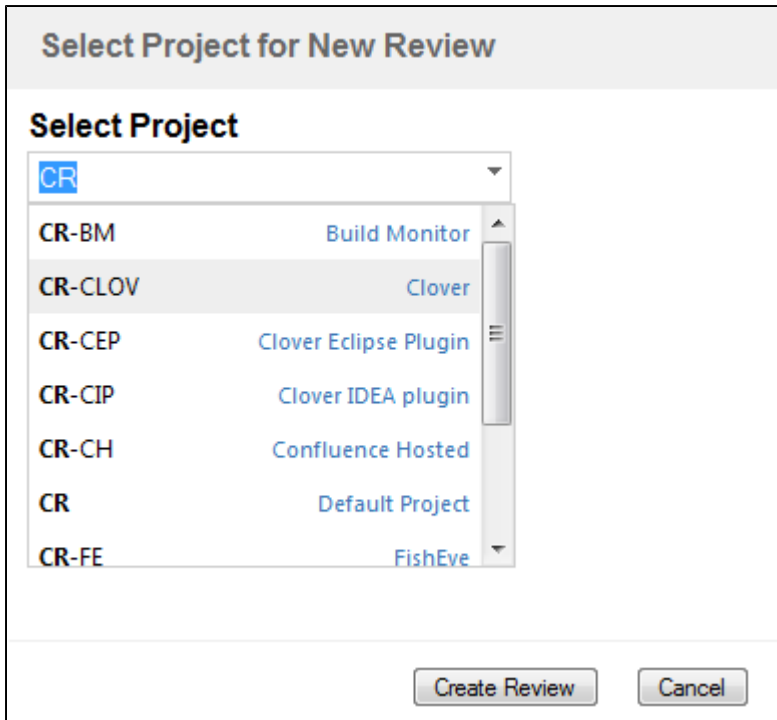 Select Project for New Review
Select Project
CR
CR-BM Build Monitor
CR-CLOV Clover
CR-CEP Clover Eclipse Plugin
CR-CIP Clover IDEA plugin
CR-CH Confluence Hosted
CR Default Project
CR-FE FishEye
Create Review Cancel